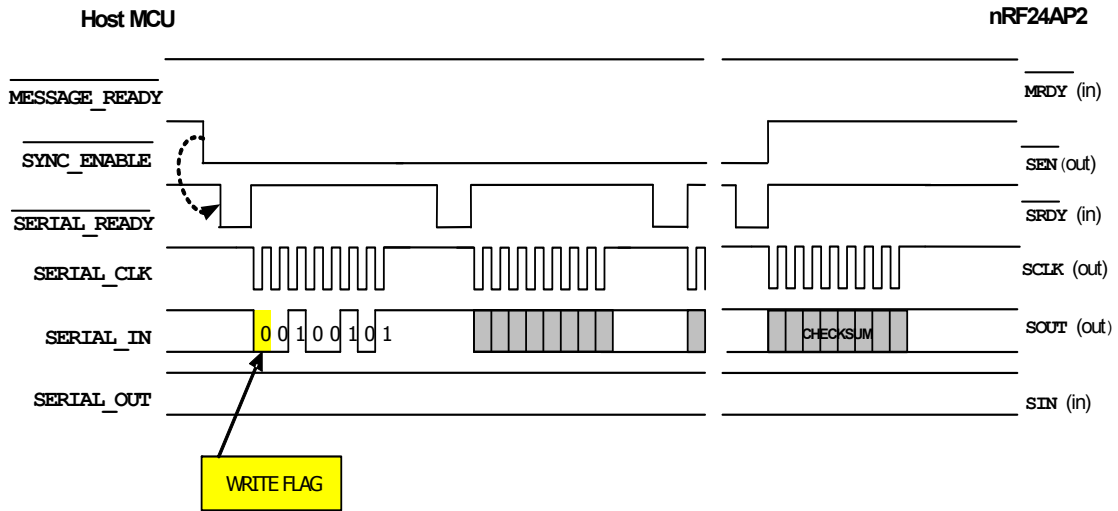 Host MCU nRF24AP2
MESSAGE_READY MRDY (in)
SYNC_ENABLE SEN (out)
SERIAL_READY SRDY (in)
SERIAL_CLK SCLK (out)
SERIAL_IN 0 0 1 0 0 1 0 1 CHECKSUM SOUT (out)
SERIAL_OUT SIN (in)
WRITE FLAG